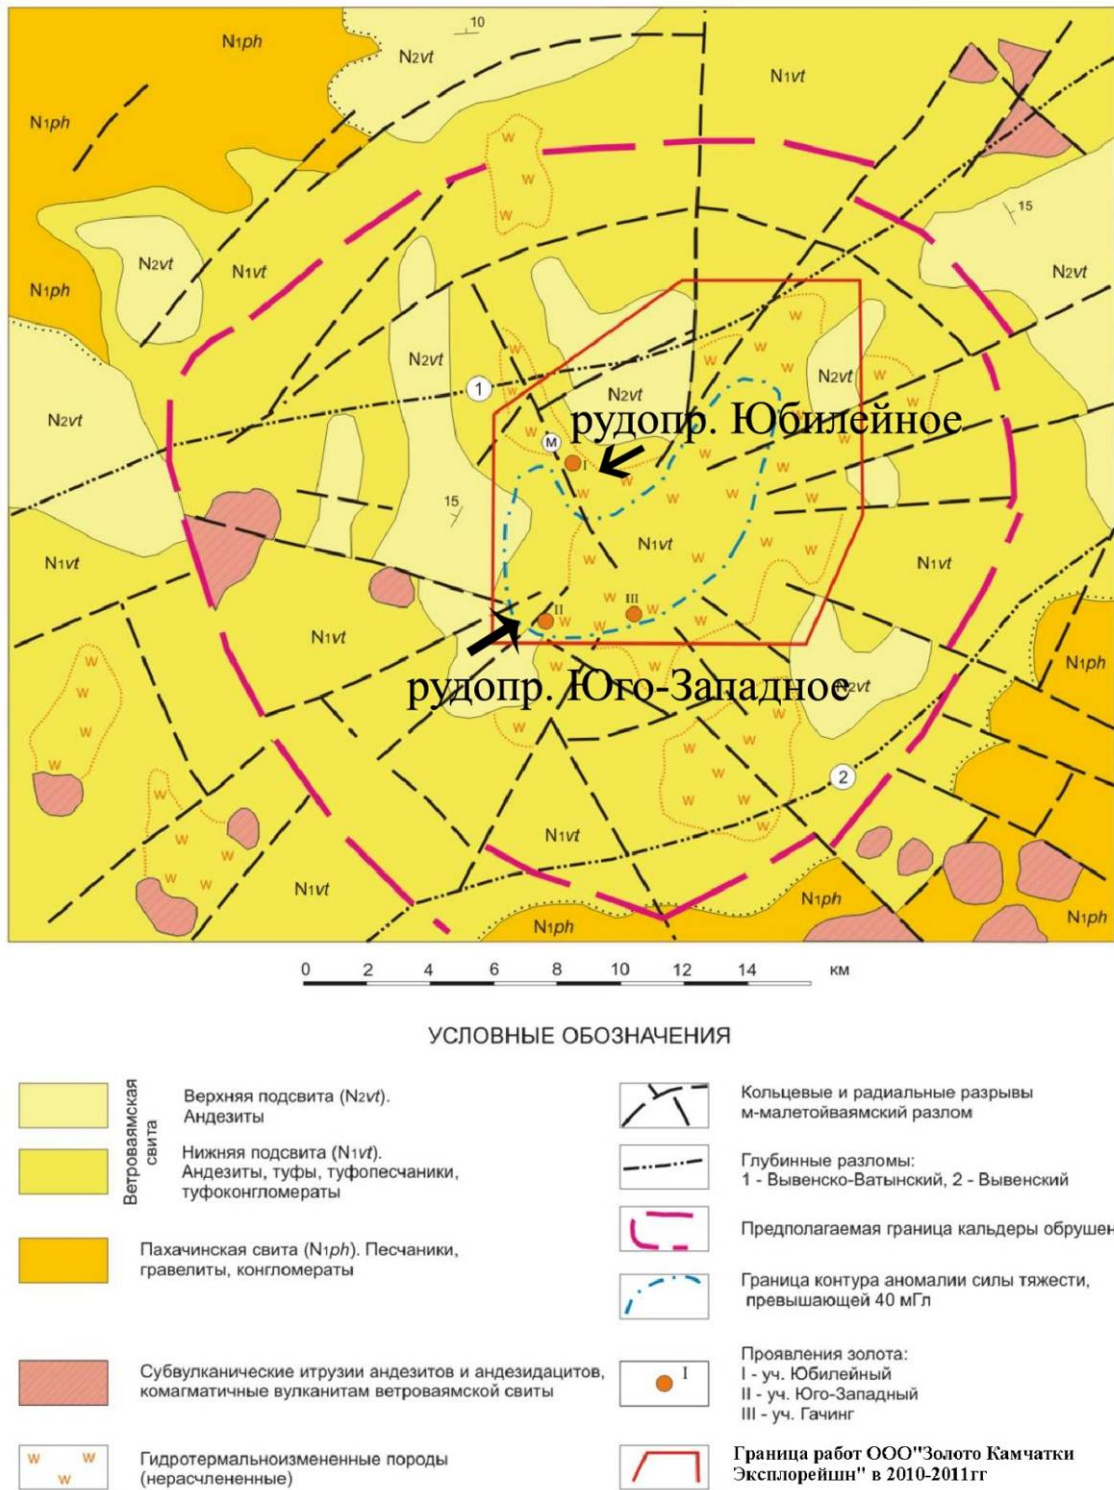 10
N1ph
N2vt
N1vt
N1ph
15
N2vt
N1vt
N1ph
N2vt
N2vt
N2vt
N2vt
1
N2vt
рудопр. Юбилейное
м
I
15
N1vt
N1vt
N1vt
III
II
N1vt
N1ph
рудопр. Юго-Западное
N2vt
2
N1vt
N1vt
N1ph
N1ph
N1ph
0 2 4 6 8 10 12 14 км
УСЛОВНЫЕ ОБОЗНАЧЕНИЯ
Ветроваямская
свита
Верхняя подсвита (N2vt).
Андезиты
Нижняя подсвита (N1vt).
Андезиты, туфы, туфопесчаники,
туфоконгломераты
Пахачинская свита (N1ph). Песчаники,
гравелиты, конгломераты
Субвулканические итрузии андезитов и андезидацитов,
комагматичные вулканитам ветроваямской свиты
w w w
Гидротермальноизмененные породы
(нерасчлененные)
Кольцевые и радиальные разрывы
м-малетойваямский разлом
Глубинные разломы:
1 - Вывенско-Ватынский, 2 - Вывенский
Предполагаемая граница кальдеры обрушен
Граница контура аномалии силы тяжести,
превышающей 40 мГл
I
Проявления золота:
I - уч. Юбилейный
II - уч. Юго-Западный
III - уч. Гачинг
Граница работ ООО"Золото Камчатки
Эксплорейшн" в 2010-2011гг